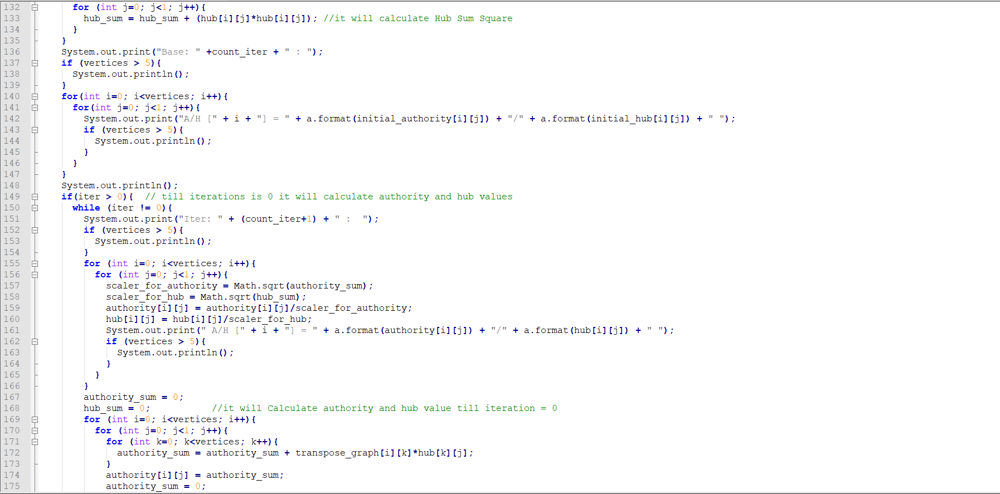 132 for (int j=0; j<1; j++){
133 hub_sum = hub_sum + (hub[i][j]*hub[i][j]); //it will calculate Hub Sum Square
134 }
135 }
136 System.out.print("Base: " +count_iter + " : ");
137 if (vertices > 5){
138 System.out.println();
139 }
140 for(int i=0; i<vertices; i++){
141 for(int j=0; j<1; j++){
142 System.out.print("A/H [" + i + "] = " + a.format(initial_authority[i][j]) + "/" + a.format(initial_hub[i][j]) + " ");
143 if (vertices > 5){
144 System.out.println();
145 }
146 }
147 }
148 System.out.println();
149 if(iter > 0){  // till iterations is 0 it will calculate authority and hub values
150 while (iter != 0){
151 System.out.print("Iter: " + (count_iter+1) + " :  ");
152 if (vertices > 5){
153 System.out.println();
154 }
155 for (int i=0; i<vertices; i++){
156 for (int j=0; j<1; j++){
157 scaler_for_authority = Math.sqrt(authority_sum);
158 scaler_for_hub = Math.sqrt(hub_sum);
159 authority[i][j] = authority[i][j]/scaler_for_authority;
160 hub[i][j] = hub[i][j]/scaler_for_hub;
161 System.out.print(" A/H [" + i + "] = " + a.format(authority[i][j]) + "/" + a.format(hub[i][j]) + " ");
162 if (vertices > 5){
163 System.out.println();
164 }
165 }
166 }
167 authority_sum = 0;
168 hub_sum = 0;           //it will Calculate authority and hub value till iteration = 0
169 for (int i=0; i<vertices; i++){
170 for (int j=0; j<1; j++){
171 for (int k=0; k<vertices; k++){
172 authority_sum = authority_sum + transpose_graph[i][k]*hub[k][j];
173 }
174 authority[i][j] = authority_sum;
175 authority_sum = 0;